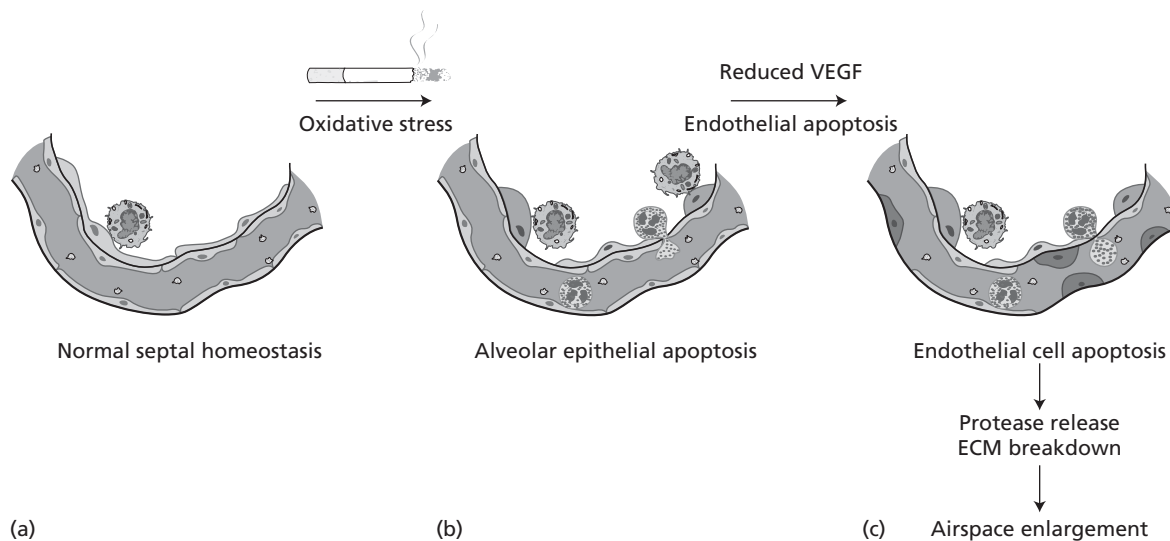 Oxidative stress
Reduced VEGF
Endothelial apoptosis
Normal septal homeostasis
Alveolar epithelial apoptosis
Endothelial cell apoptosis
Protease release
ECM breakdown
Airspace enlargement
(a)
(b)
(c)